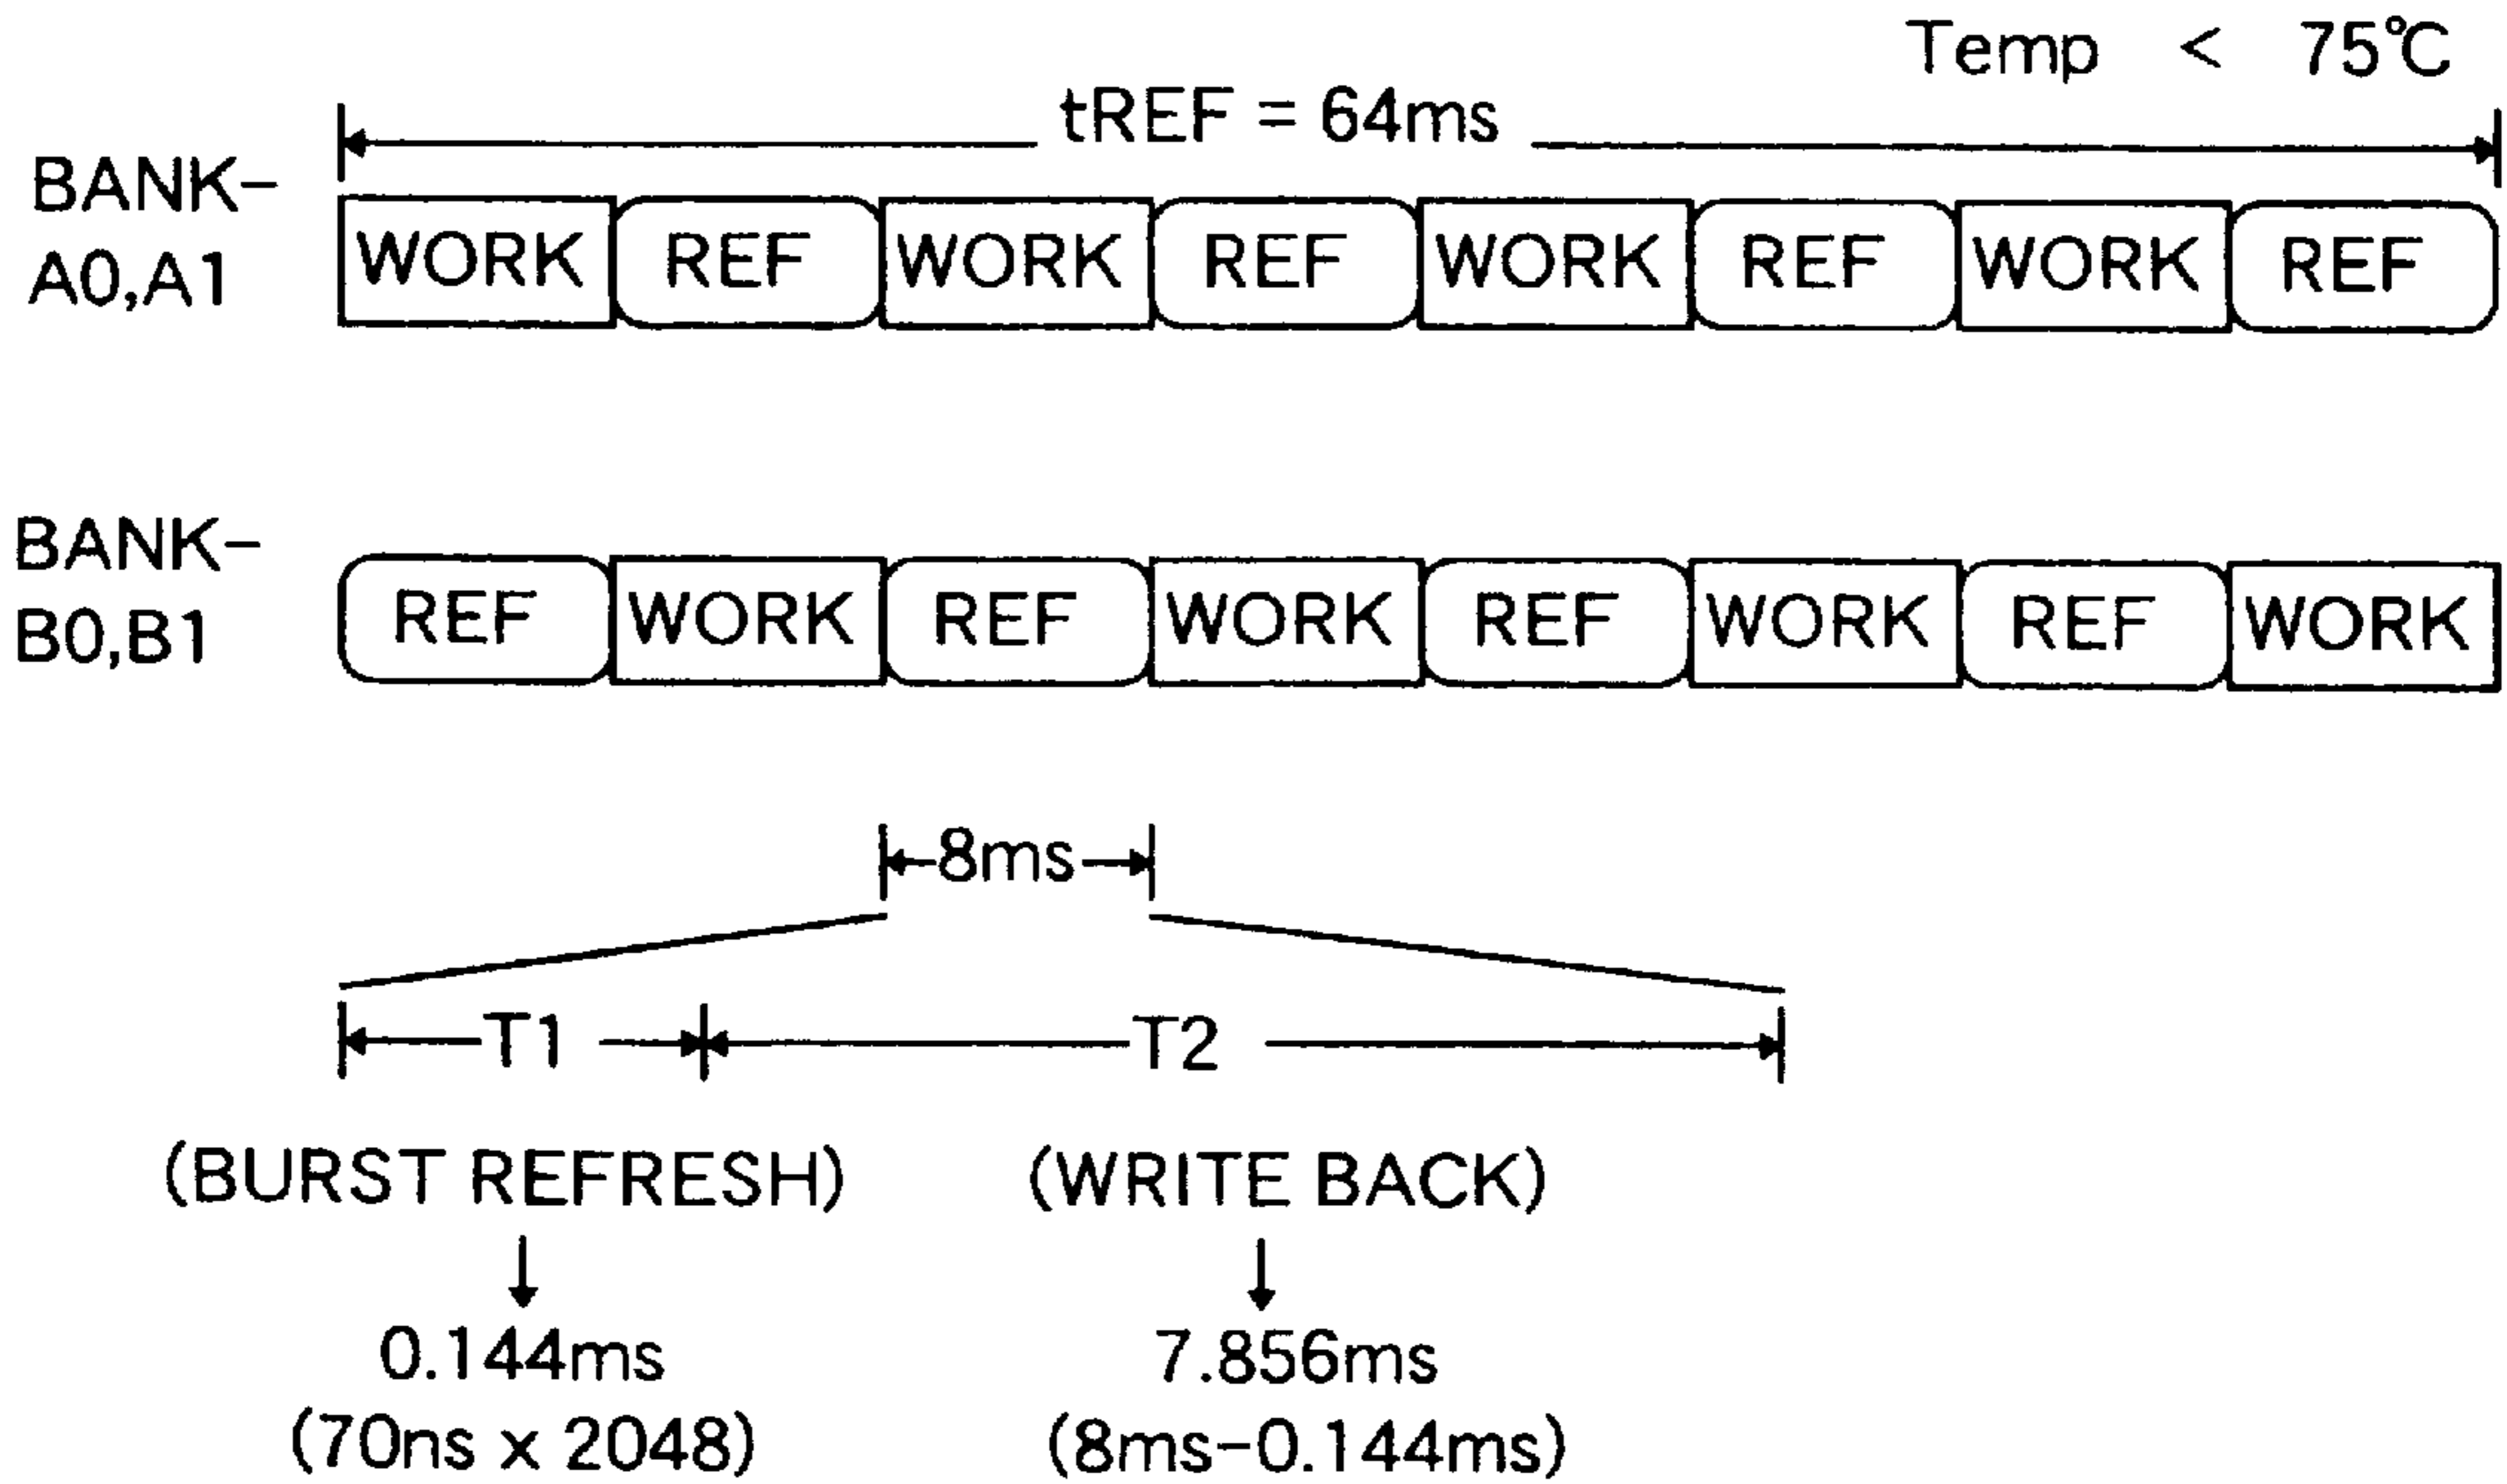 Temp < 75℃
tREF = 64ms
BANK-
A0,A1
WORK REF WORK REF WORK REF WORK REF
BANK-
B0,B1
REF WORK REF WORK REF WORK REF WORK
8ms
T1 T2
(BURST REFRESH) (WRITE BACK)
0.144ms 7.856ms
(70ns x 2048) (8ms-0.144ms)